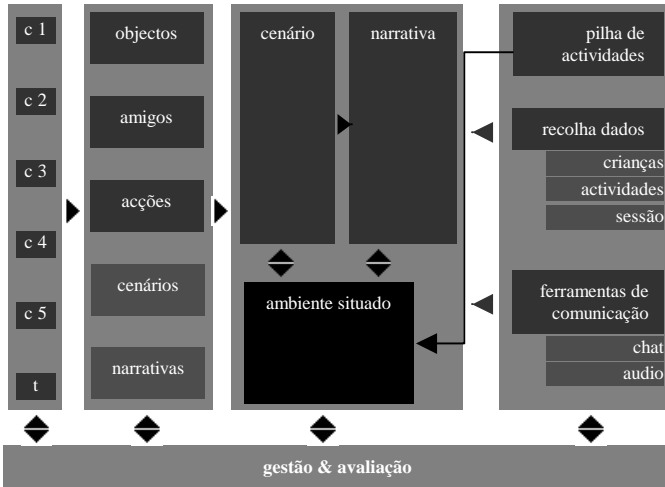 c 1
c 2
c 3
c 4
c 5
t
objectos
amigos
acções
cenários
narrativas
cenário
narrativa
ambiente situado
pilha de
actividades
recolha dados
crianças
actividades
sessão
ferramentas de
comunicação
chat
audio
gestão & avaliação